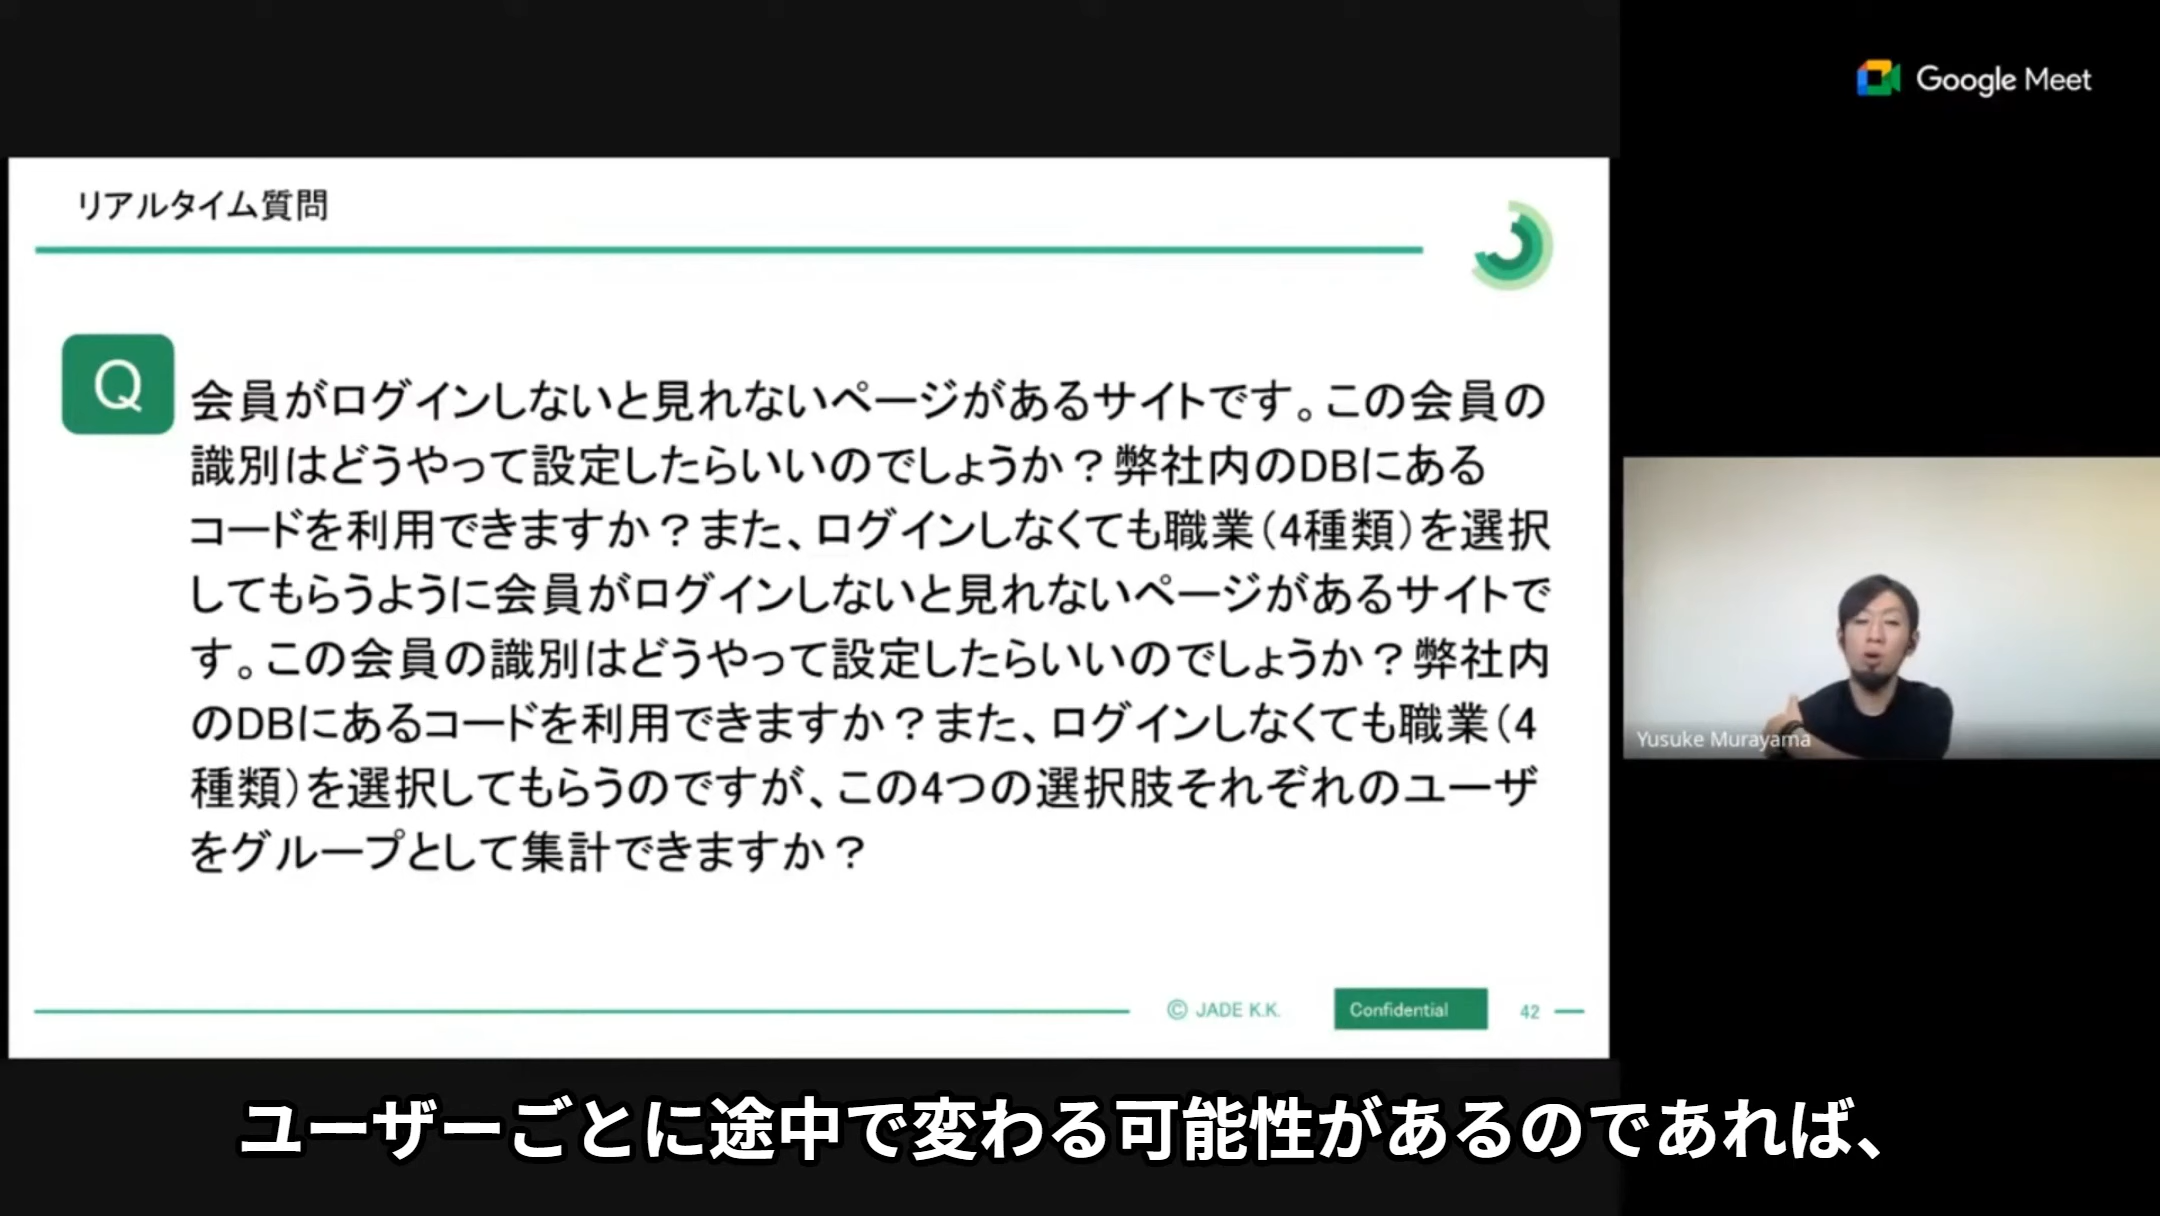 Google Meet
リアルタイム質問
Q
会員がログインしないと見れないページがあるサイトです。この会員の
識別はどうやって設定したらいいのでしょうか？弊社内のDBにある
コードを利用できますか？また、ログインしなくても職業（4種類）を選択
してもらうように会員がログインしないと見れないページがあるサイトで
す。この会員の識別はどうやって設定したらいいのでしょうか？弊社内
のDBにあるコードを利用できますか？また、ログインしなくても職業（4
種類）を選択してもらうのですが、この4つの選択肢それぞれのユーザ
をグループとして集計できますか？
Yusuke Murayama
© JADE K.K.
Confidential
42
ユーザーごとに途中で変わる可能性があるのであれば、